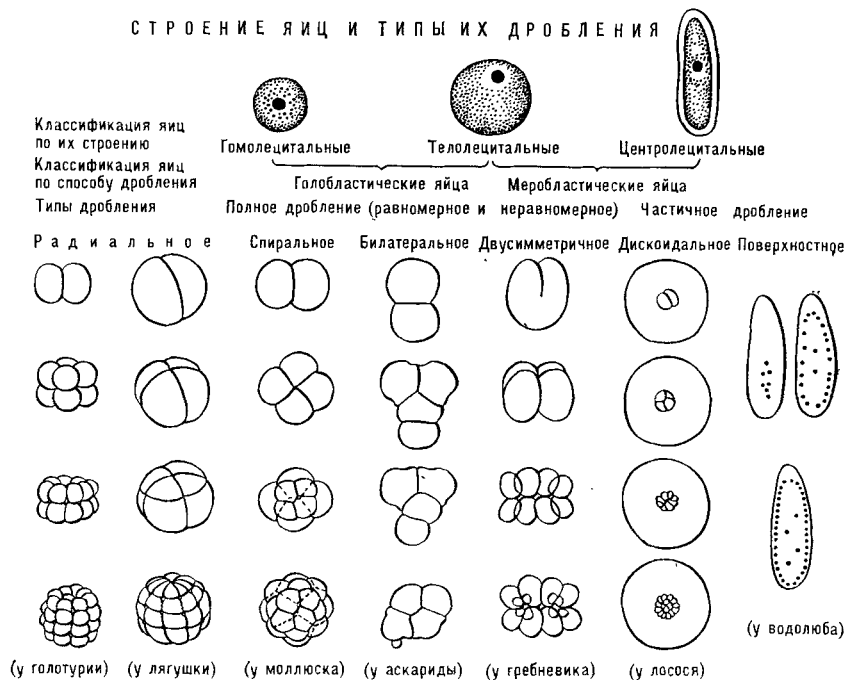 СТРОЕНИЕ ЯИЦ И ТИПЫ ИХ ДРОБЛЕНИЯ
Классификация яиц
по их строению
Гомолецитальные Телолецитальные Центролецитальные
Классификация яиц
по способу дробления
Голобластические яйца Меробластические яйца
Типы дробления Полное дробление (равномерное и неравномерное) Частичное дробление
Радиальное Спиральное Билатеральное Двусимметричное Дискоидальное Поверхностное
(у водолюба)
(у голотурии) (у лягушки) (у моллюска) (у аскариды) (у гребневика) (у лосося)